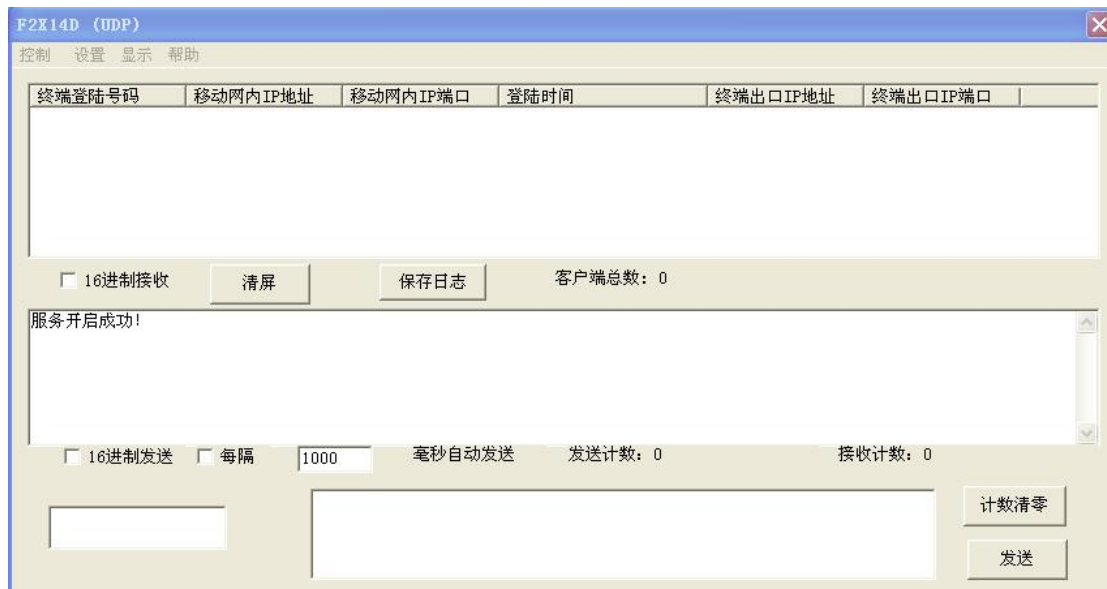 F2X14D (UDP)
控制 设置 显示 帮助
终端登陆号码 移动网内IP地址 移动网内IP端口 登陆时间 终端出口IP地址 终端出口IP端口
16进制接收 清屏 保存日志 客户端总数: 0
服务开启成功!
16进制发送 每隔 1000 毫秒自动发送 发送计数: 0 接收计数: 0
计数清零
发送